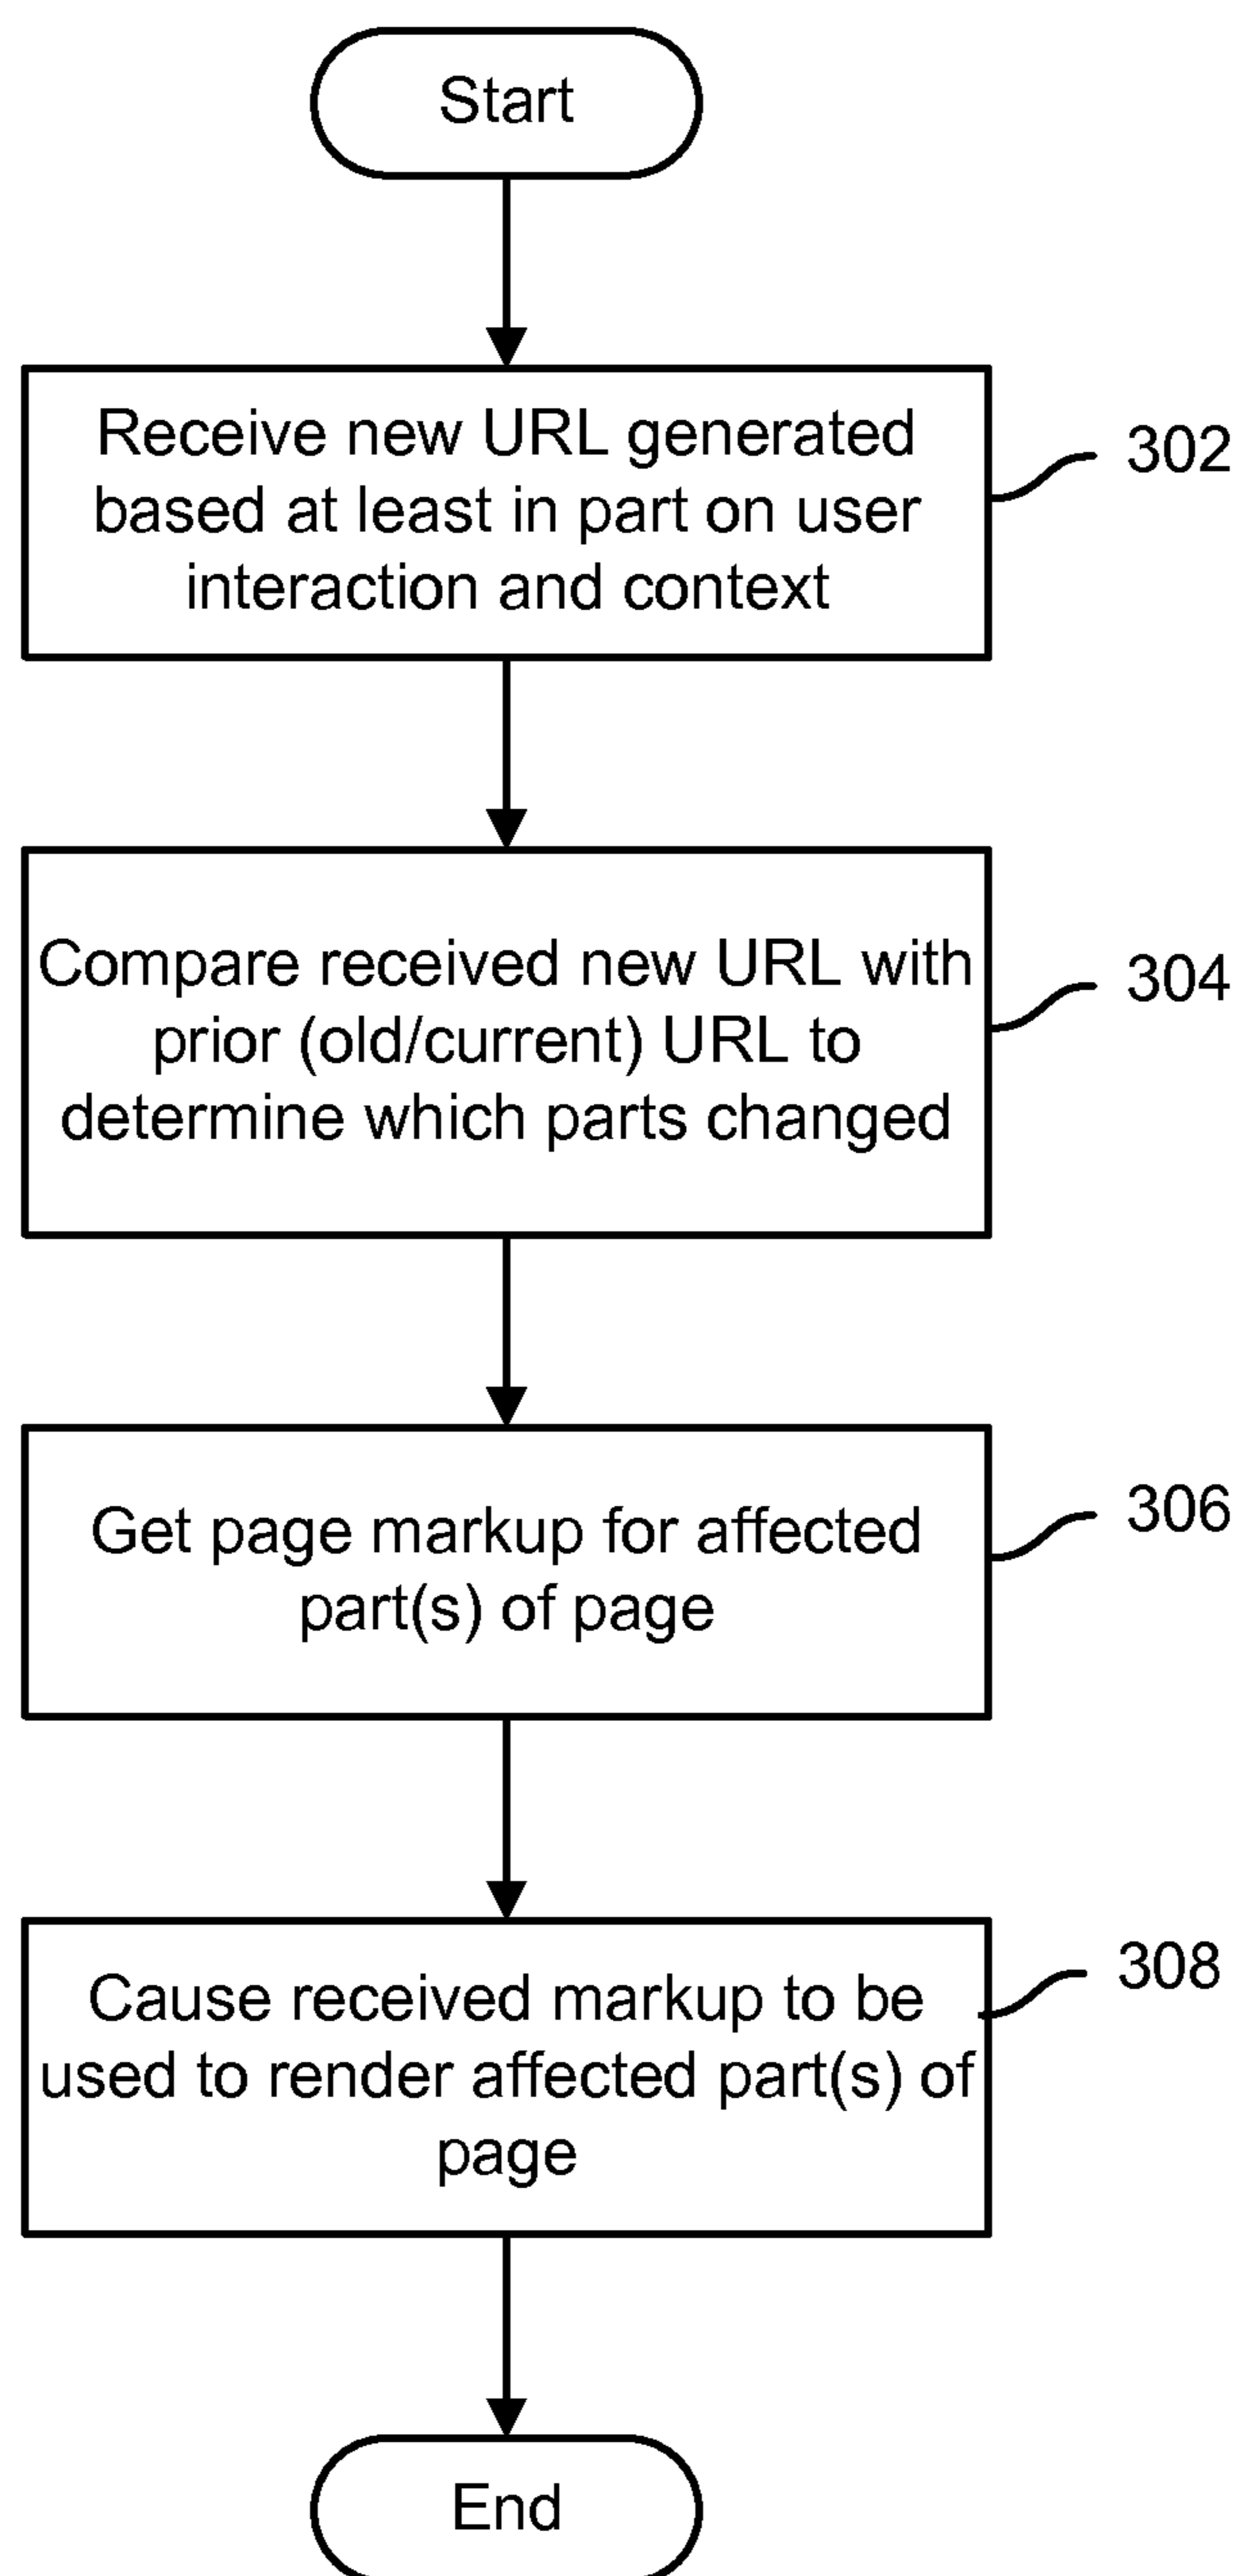 Start
Receive new URL generated
based at least in part on user
interaction and context
302
Compare received new URL with
prior (old/current) URL to
determine which parts changed
304
Get page markup for affected
part(s) of page
306
Cause received markup to be
used to render affected part(s) of
page
308
End